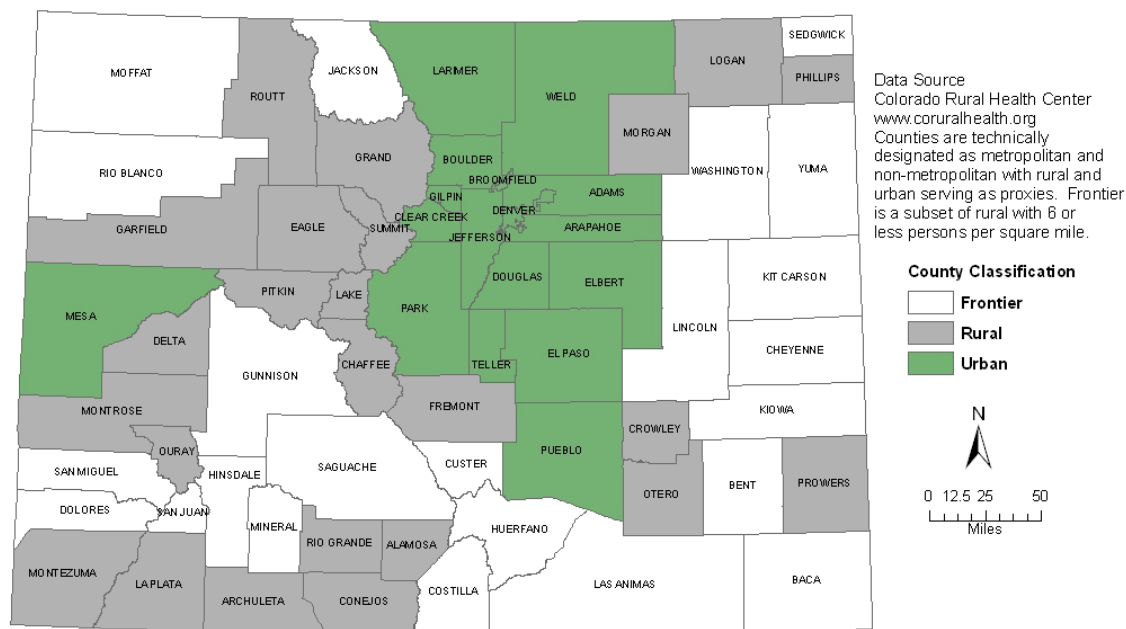 SEDGWICK
MOFFAT
JACKSON
LARIMER
LOGAN
WELD
PHILLIPS
ROUTT
MORGAN
GRAND
BOULDER
WASHINGTON
YUMA
RIO BLANCO
BROOMFIELD
GILPIN
ADAMS
DENVER
CLEAR CREEK
GARFIELD
EAGLE
SUMMIT
ARAPAHOE
JEFFERSON
DOUGLAS
KIT CARSON
PITKIN
LAKE
ELBERT
PARK
MESA
LINCOLN
DELTA
CHEYENNE
EL PASO
CHAFFEE
TELLER
GUNNISON
FREMONT
MONTROSE
KIOWA
CROWLEY
OURAY
PUEBLO
CUSTER
SAGUACHE
SAN MIGUEL
HINSDALE
BENT
PROWERS
OTERO
DOLORES
SAN JUAN
MINERAL
HUERFANO
RIO GRANDE
ALAMOSA
MONTEZUMA
LA PLATA
LAS ANIMAS
BACA
COSTILLA
ARCHULETA
CONEJOS
Data Source
Colorado Rural Health Center
www.coruralhealth.org
Counties are technically
designated as metropolitan and
non-metropolitan with rural and
urban serving as proxies.  Frontier
is a subset of rural with 6 or
less persons per square mile.
County Classification
Frontier
Rural
Urban
N
0 12.5 25 50
Miles